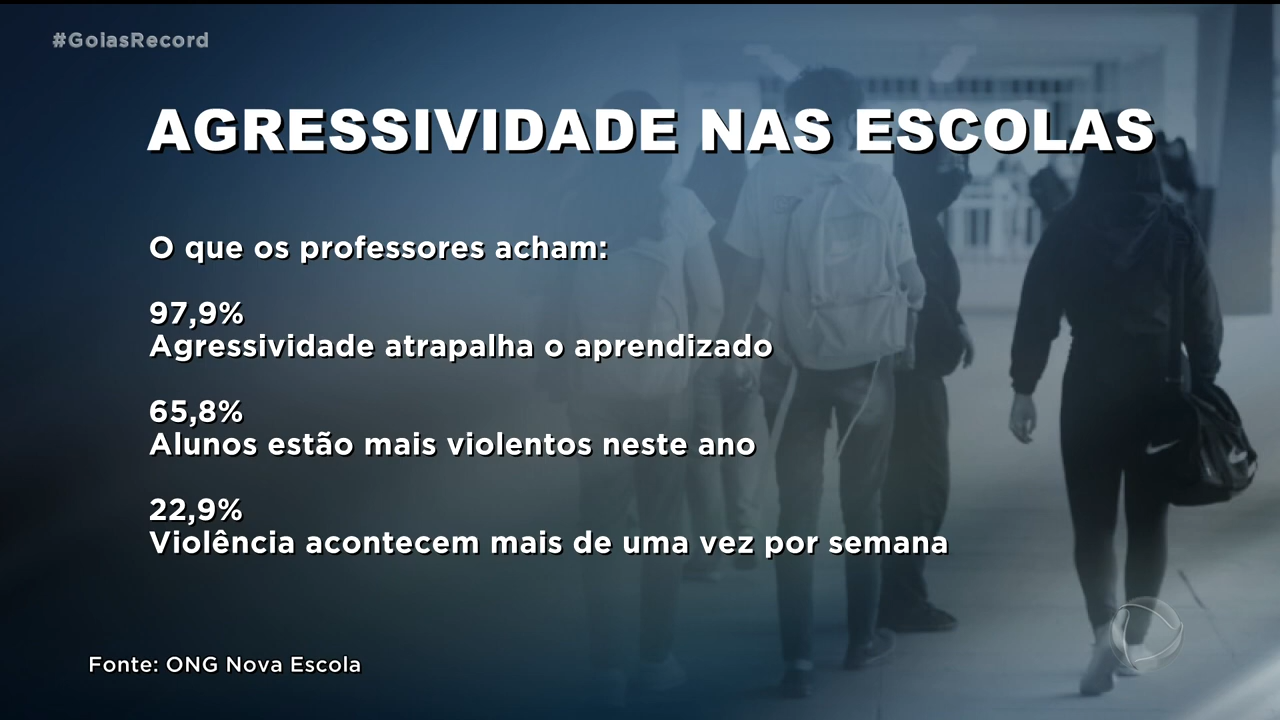 #GoiasRecord
AGRESSIVIDADE NAS ESCOLAS
O que os professores acham:
97,9%
Agressividade atrapalha o aprendizado
65,8%
Alunos estão mais violentos neste ano
22,9%
Violência acontecem mais de uma vez por semana
Fonte: ONG Nova Escola